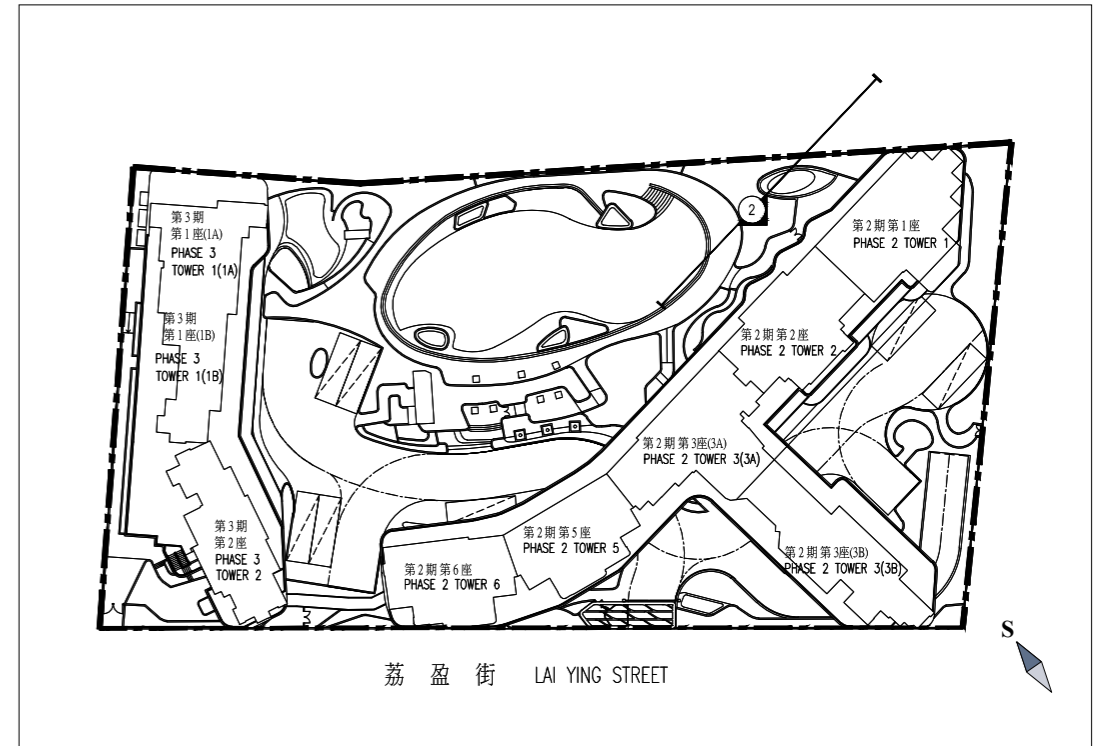 第3期
第1座(1A)
PHASE 3
TOWER 1(1A)
第3期
第1座(1B)
PHASE 3
TOWER 1(1B)
第3期
第2座
PHASE 3
TOWER 2
2
第2期第1座
PHASE 2 TOWER 1
第2期第2座
PHASE 2 TOWER 2
第2期第3座(3A)
PHASE 2 TOWER 3(3A)
第2期第5座
PHASE 2 TOWER 5
第2期第6座
PHASE 2 TOWER 6
第2期第3座(3B)
PHASE 2 TOWER 3(3B)
S
荔盈街 LAI YING STREET